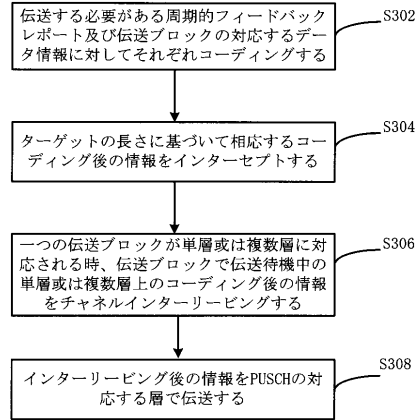 伝送する必要がある周期的フィードバック
レポート及び伝送ブロックの対応するデー
タ情報に対してそれぞれコーディングする
S302
ターゲットの長さに基づいて相応するコー
ディング後の情報をインターセプトする
S304
一つの伝送ブロックが単層或は複数層に対
応される時、伝送ブロックで伝送待機中の
単層或は複数層上のコーディング後の情報
をチャネルインターリービングする
S306
インターリービング後の情報をPUSCHの対
応する層で伝送する
S308